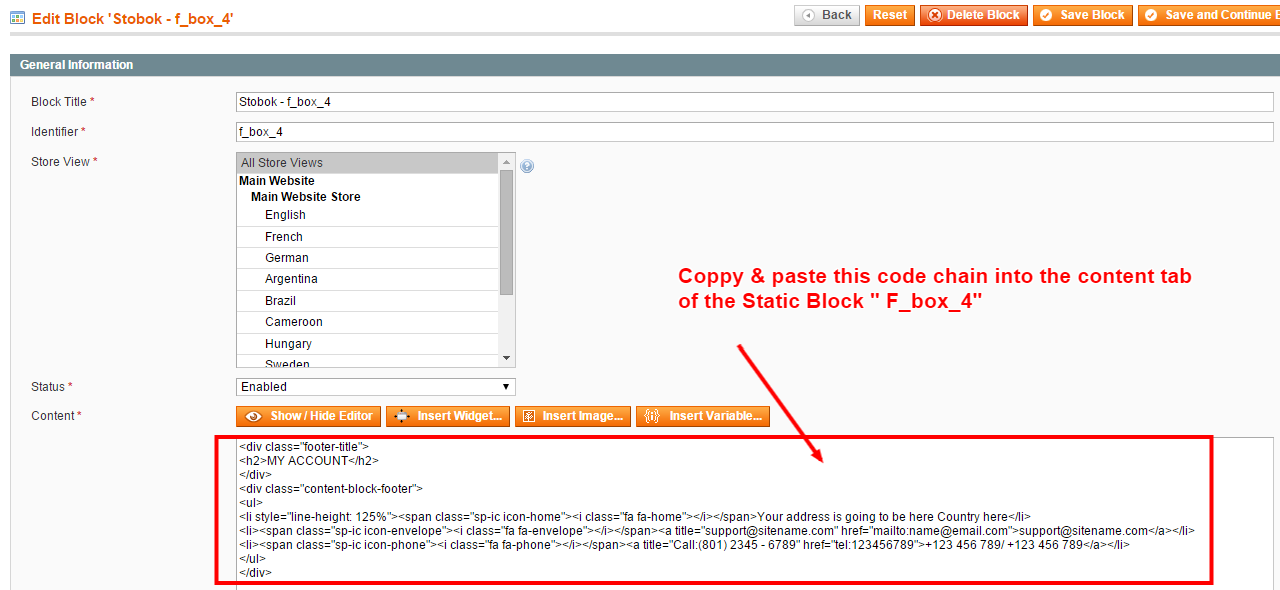 Edit Block 'Stobok - f_box_4'
Back Reset Delete Block Save Block Save and Continue E
General Information
Block Title *
Stobok - f_box_4
Identifier *
f_box_4
Store View *
All Store Views
Main Website
Main Website Store
English
French
German
Argentina
Brazil
Cameroon
Hungary
Sweden
Coppy & paste this code chain into the content tab
of the Static Block " F_box_4"
Status *
Enabled
Content *
Show / Hide Editor Insert Widget... Insert Image... Insert Variable...
<div class="footer-title">
<h2>MY ACCOUNT</h2>
</div>
<div class="content-block-footer">
<ul>
<li style="line-height: 125%"><span class="sp-ic icon-home"><i class="fa fa-home"></i></span>Your address is going to be here Country here</li>
<li><span class="sp-ic icon-envelope"><i class="fa fa-envelope"></i></span><a title="support@sitename.com" href="mailto:name@email.com">support@sitename.com</a></li>
<li><span class="sp-ic icon-phone"><i class="fa fa-phone"></i></span><a title="Call:(801) 2345 - 6789" href="tel:123456789">+123 456 789/ +123 456 789</a></li>
</ul>
</div>